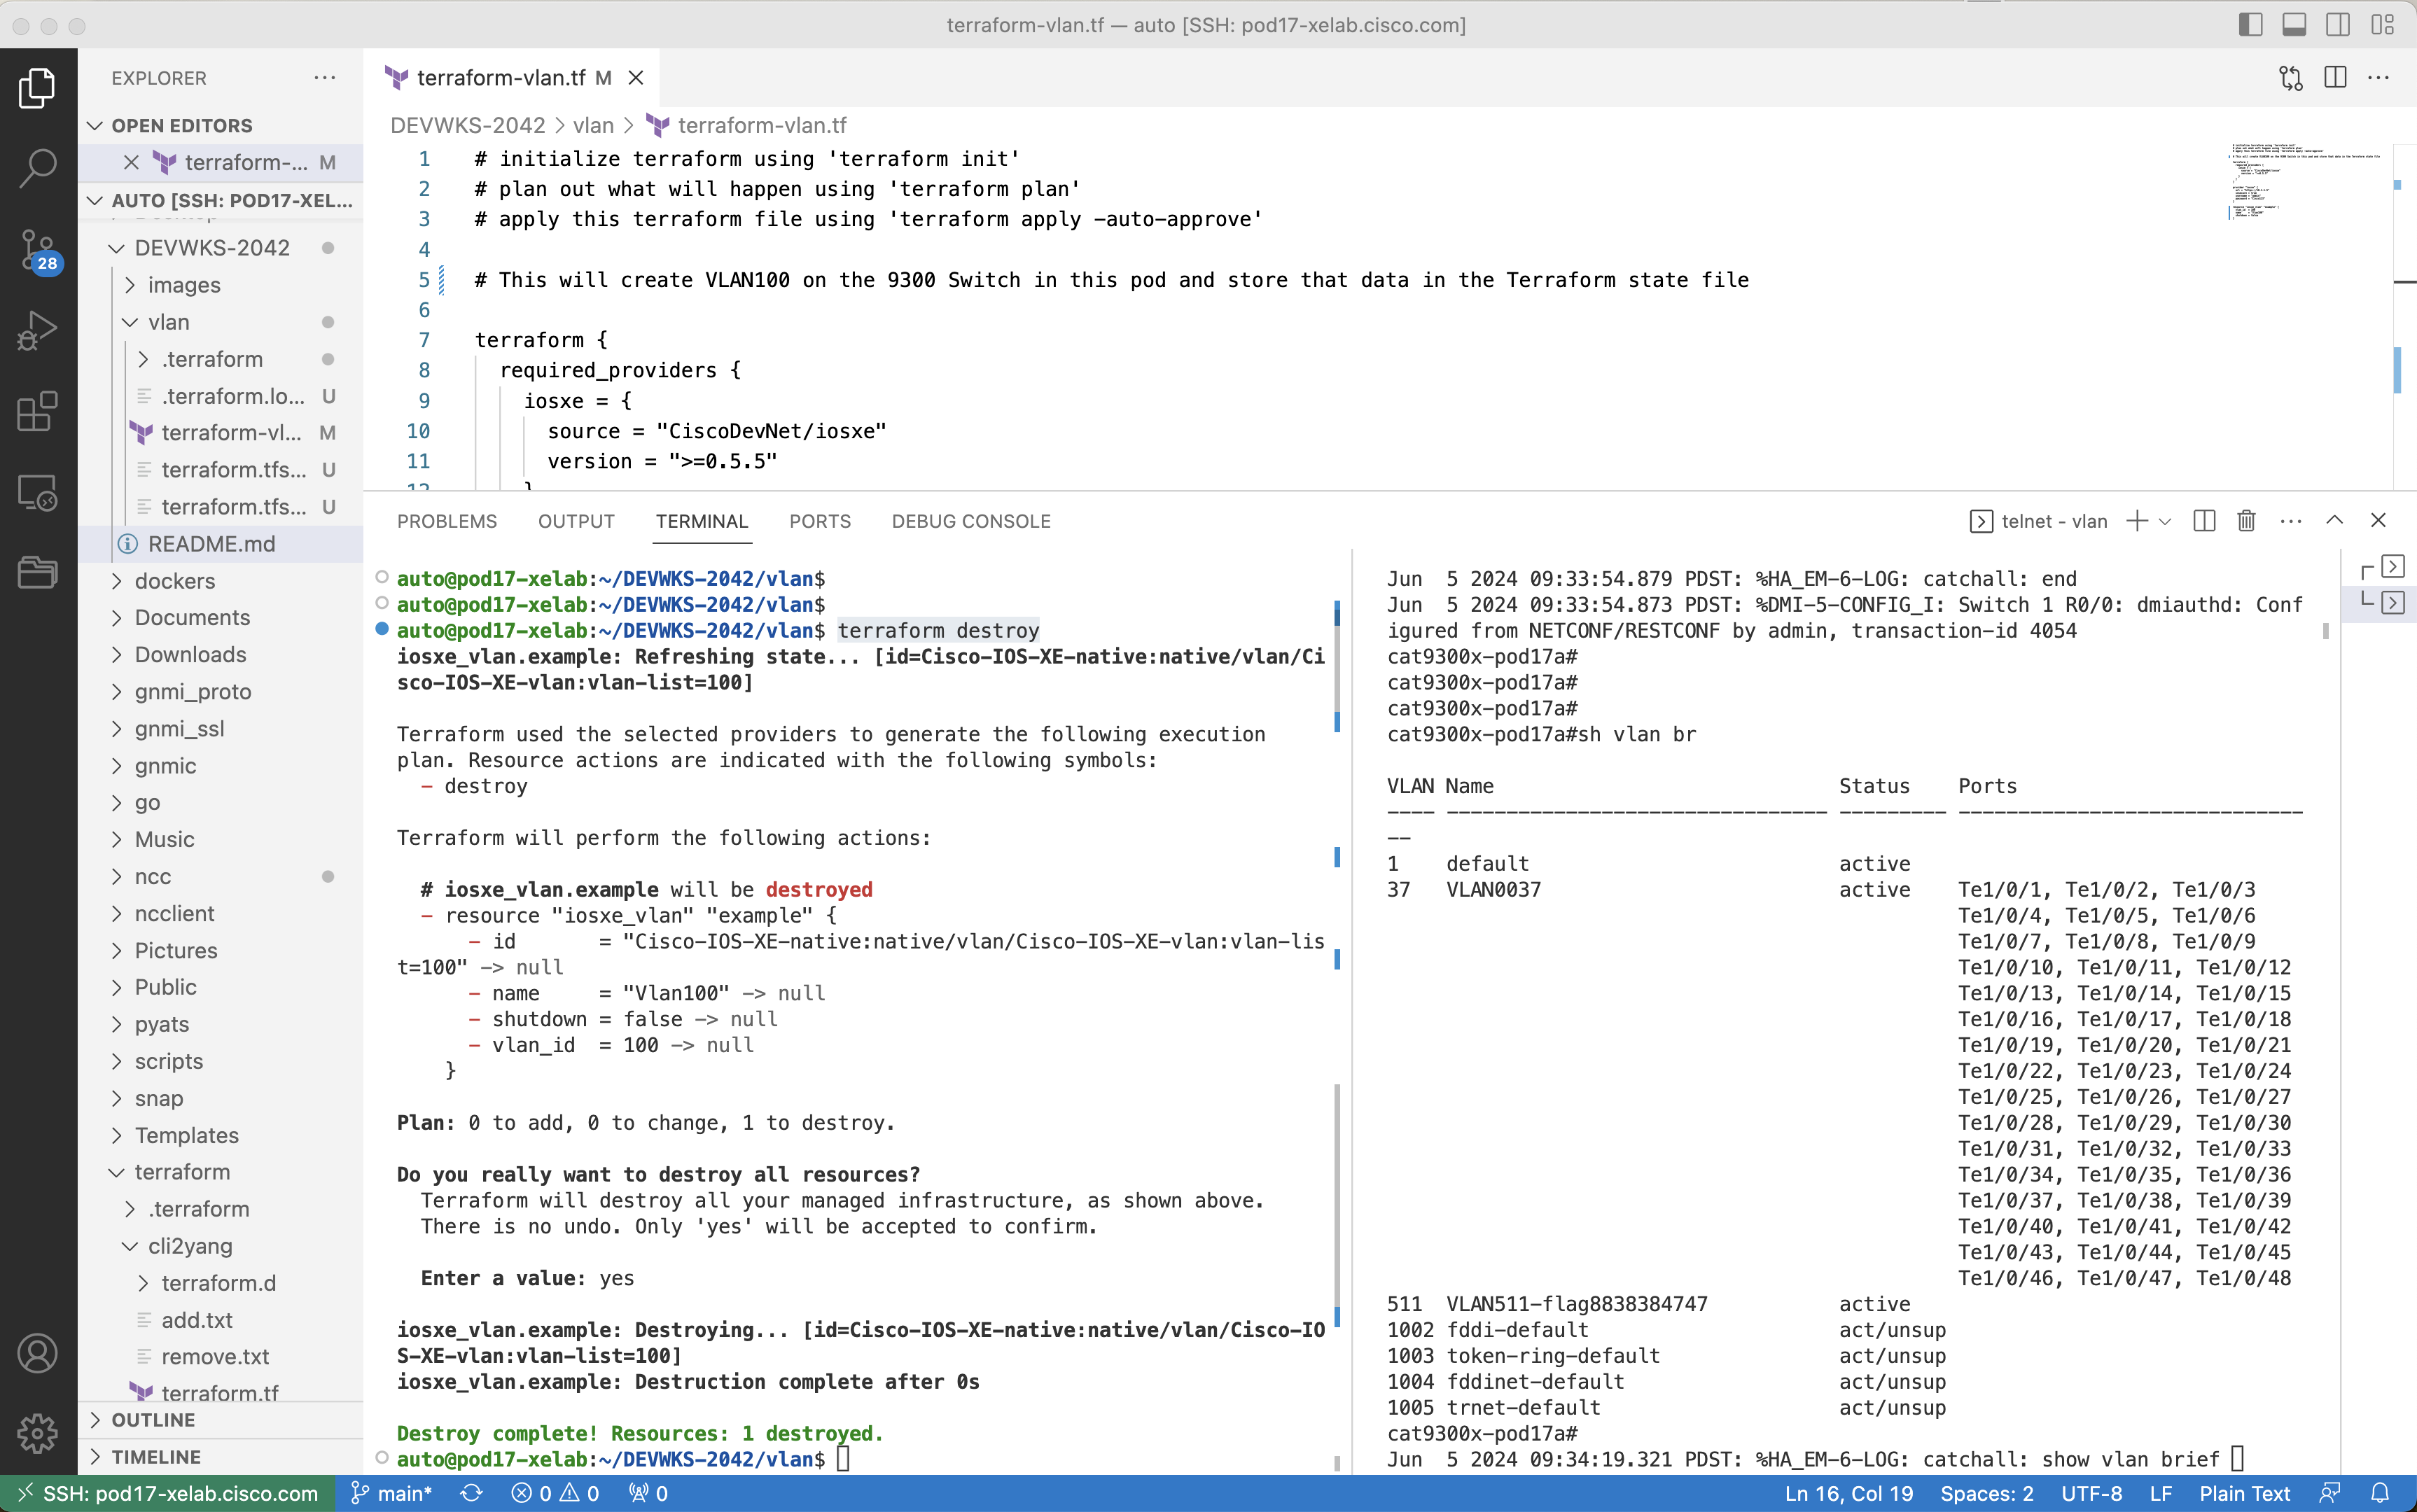 terraform-vlan.tf — auto [SSH: pod17-xelab.cisco.com]
EXPLORER
OPEN EDITORS
terraform-... M
AUTO [SSH: POD17-XEL...
DEVWKS-2042
images
vlan
.terraform
.terraform.lo... U
terraform-vl... M
terraform.tfs... U
terraform.tfs... U
README.md
dockers
Documents
Downloads
gnmi_proto
gnmi_ssl
gnmic
go
Music
ncc
ncclient
Pictures
Public
pyats
scripts
snap
Templates
terraform
.terraform
cli2yang
terraform.d
add.txt
remove.txt
terraform.tf
OUTLINE
TIMELINE
28
terraform-vlan.tf M
DEVWKS-2042 > vlan > terraform-vlan.tf
1 # initialize terraform using 'terraform init'
2 # plan out what will happen using 'terraform plan'
3 # apply this terraform file using 'terraform apply -auto-approve'
4
5 # This will create VLAN100 on the 9300 Switch in this pod and store that data in the Terraform state file
6
7 terraform {
8 required_providers {
9 iosxe = {
10 source = "CiscoDevNet/iosxe"
11 version = ">=0.5.5"
12 }
PROBLEMS OUTPUT TERMINAL PORTS DEBUG CONSOLE
telnet - vlan
auto@pod17-xelab:~/DEVWKS-2042/vlan$
auto@pod17-xelab:~/DEVWKS-2042/vlan$
auto@pod17-xelab:~/DEVWKS-2042/vlan$ terraform destroy
iosxe_vlan.example: Refreshing state... [id=Cisco-IOS-XE-native:native/vlan/Ci
sco-IOS-XE-vlan:vlan-list=100]
Terraform used the selected providers to generate the following execution
plan. Resource actions are indicated with the following symbols:
- destroy
Terraform will perform the following actions:
# iosxe_vlan.example will be destroyed
- resource "iosxe_vlan" "example" {
- id = "Cisco-IOS-XE-native:native/vlan/Cisco-IOS-XE-vlan:vlan-lis
t=100" -> null
- name = "Vlan100" -> null
- shutdown = false -> null
- vlan_id = 100 -> null
}
Plan: 0 to add, 0 to change, 1 to destroy.
Do you really want to destroy all resources?
Terraform will destroy all your managed infrastructure, as shown above.
There is no undo. Only 'yes' will be accepted to confirm.
Enter a value: yes
iosxe_vlan.example: Destroying... [id=Cisco-IOS-XE-native:native/vlan/Cisco-IO
S-XE-vlan:vlan-list=100]
iosxe_vlan.example: Destruction complete after 0s
Destroy complete! Resources: 1 destroyed.
auto@pod17-xelab:~/DEVWKS-2042/vlan$
Jun  5 2024 09:33:54.879 PDST: %HA_EM-6-LOG: catchall: end
Jun  5 2024 09:33:54.873 PDST: %DMI-5-CONFIG_I: Switch 1 R0/0: dmiauthd: Conf
igured from NETCONF/RESTCONF by admin, transaction-id 4054
cat9300x-pod17a#
cat9300x-pod17a#
cat9300x-pod17a#
cat9300x-pod17a#sh vlan br
VLAN Name Status Ports
---- -------------------------------- --------- -----------------------------
--
1 default active
37 VLAN0037 active Te1/0/1, Te1/0/2, Te1/0/3
Te1/0/4, Te1/0/5, Te1/0/6
Te1/0/7, Te1/0/8, Te1/0/9
Te1/0/10, Te1/0/11, Te1/0/12
Te1/0/13, Te1/0/14, Te1/0/15
Te1/0/16, Te1/0/17, Te1/0/18
Te1/0/19, Te1/0/20, Te1/0/21
Te1/0/22, Te1/0/23, Te1/0/24
Te1/0/25, Te1/0/26, Te1/0/27
Te1/0/28, Te1/0/29, Te1/0/30
Te1/0/31, Te1/0/32, Te1/0/33
Te1/0/34, Te1/0/35, Te1/0/36
Te1/0/37, Te1/0/38, Te1/0/39
Te1/0/40, Te1/0/41, Te1/0/42
Te1/0/43, Te1/0/44, Te1/0/45
Te1/0/46, Te1/0/47, Te1/0/48
511 VLAN511-flag8838384747 active
1002 fddi-default act/unsup
1003 token-ring-default act/unsup
1004 fddinet-default act/unsup
1005 trnet-default act/unsup
cat9300x-pod17a#
Jun  5 2024 09:34:19.321 PDST: %HA_EM-6-LOG: catchall: show vlan brief
SSH: pod17-xelab.cisco.com main* 0 0 0 Ln 16, Col 19 Spaces: 2 UTF-8 LF Plain Text